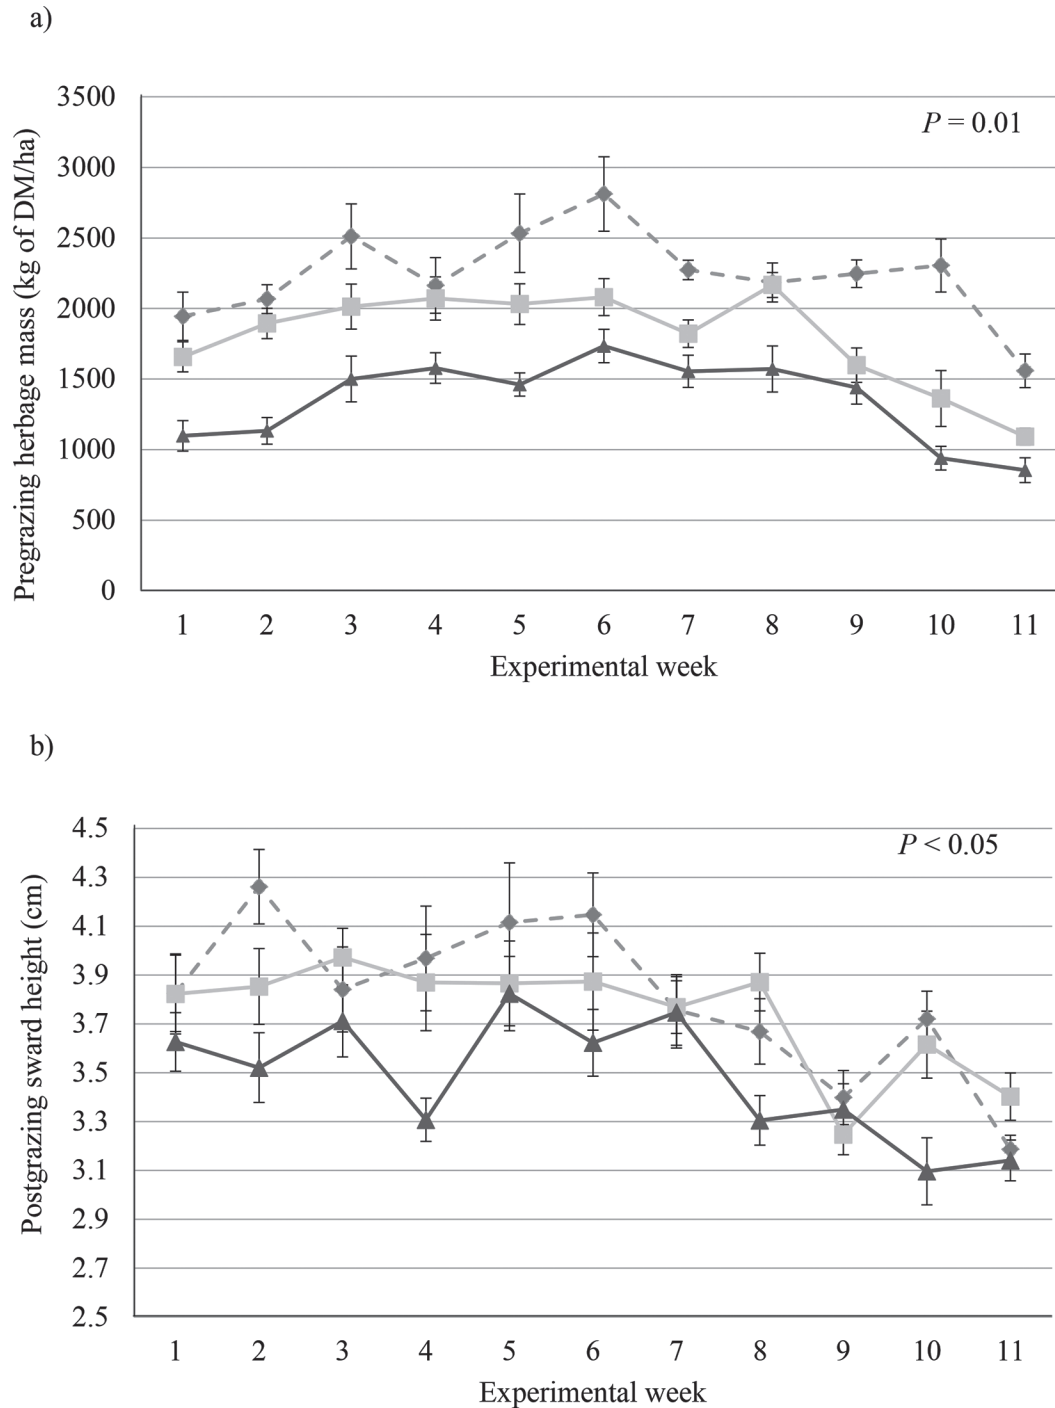 a)
Pregrazing herbage mass (kg of DM/ha)
3500
3000
2500
2000
1500
1000
500
0
P = 0.01
1 2 3 4 5 6 7 8 9 10 11
Experimental week
b)
Postgrazing sward height (cm)
4.5
4.3
4.1
3.9
3.7
3.5
3.3
3.1
2.9
2.7
2.5
P < 0.05
1 2 3 4 5 6 7 8 9 10 11
Experimental week